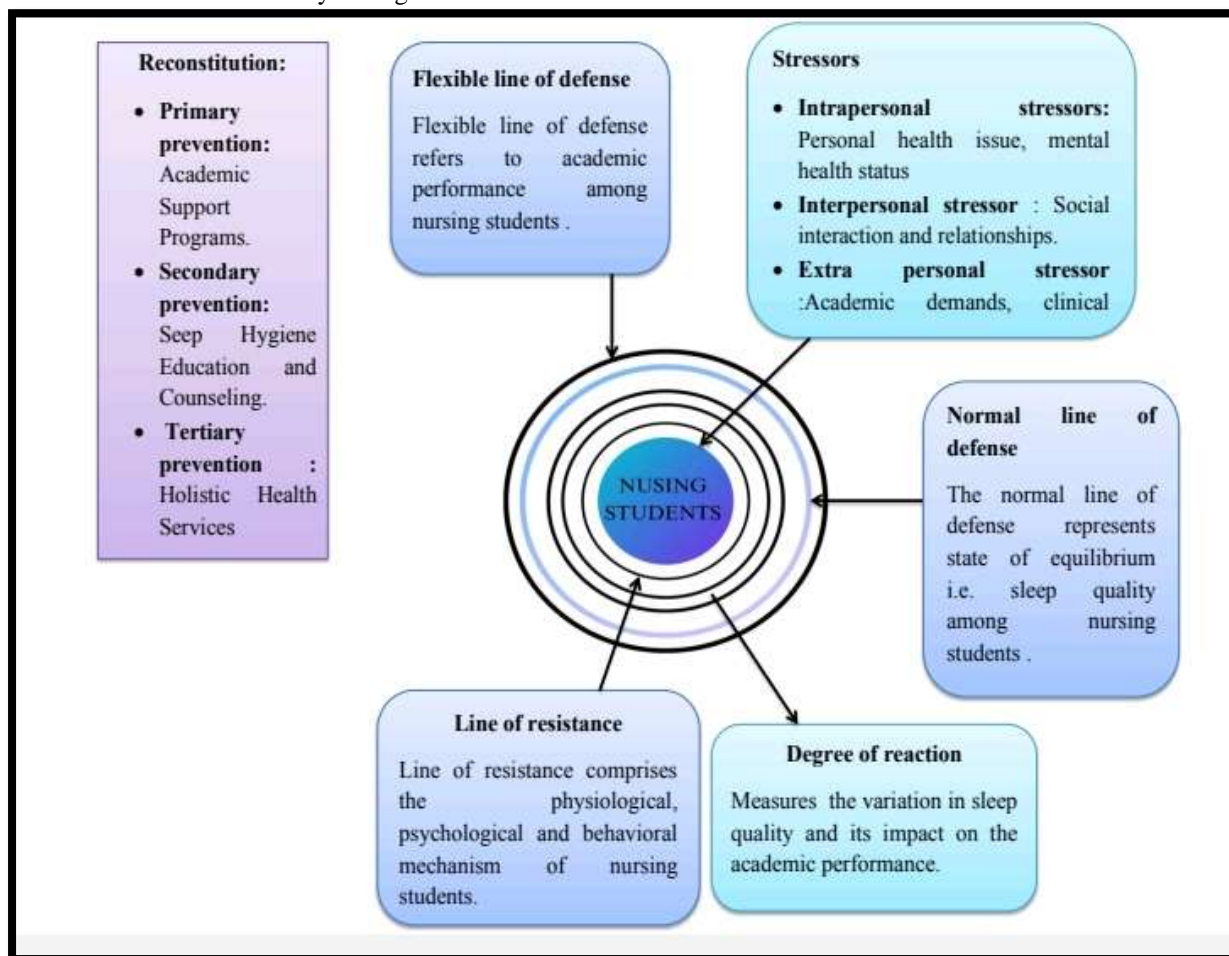 Reconstitution:
• Primary
prevention:
Academic
Support
Programs.
• Secondary
prevention:
Seep Hygiene
Education and
Counseling.
• Tertiary
prevention :
Holistic Health
Services
Flexible line of defense
Flexible line of defense
refers to academic
performance among
nursing students .
Stressors
• Intrapersonal stressors:
Personal health issue, mental
health status
• Interpersonal stressor : Social
interaction and relationships.
• Extra personal stressor
:Academic demands, clinical
NUSING
STUDENTS
Normal line of
defense
The normal line of
defense represents
state of equilibrium
i.e. sleep quality
among nursing
students .
Line of resistance
Line of resistance comprises
the physiological,
psychological and behavioral
mechanism of nursing
students.
Degree of reaction
Measures the variation in sleep
quality and its impact on the
academic performance.